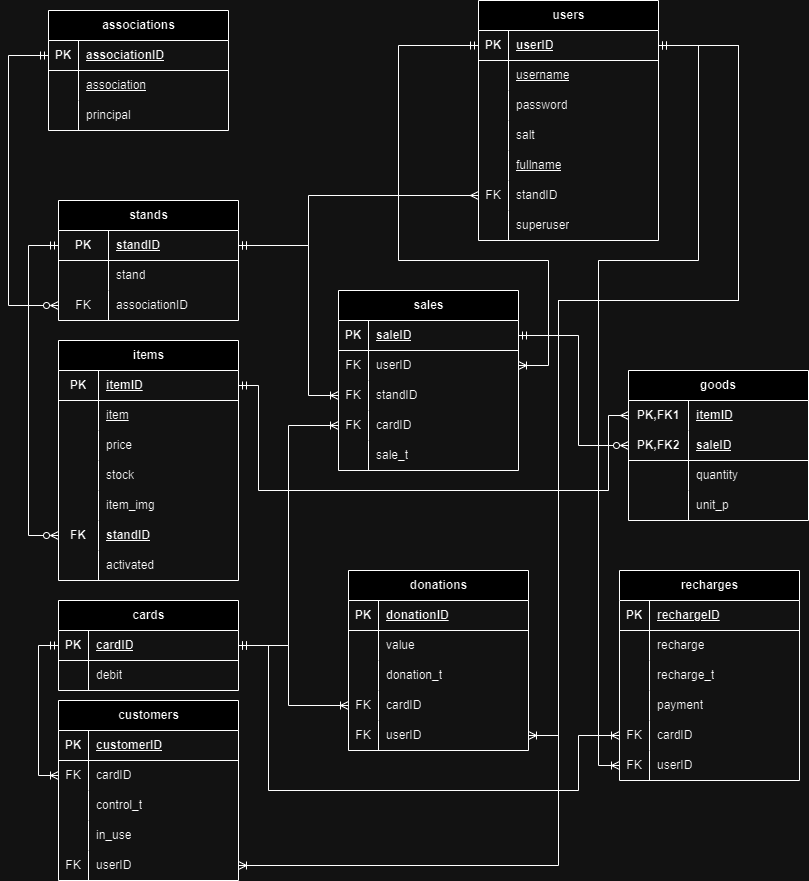 associations
PK associationID
association
principal
users
PK userID
username
password
salt
fullname
FK standID
superuser
stands
PK standID
stand
FK associationID
sales
PK saleID
FK userID
FK standID
FK cardID
sale_t
items
PK itemID
item
price
stock
item_img
FK standID
activated
goods
PK,FK1 itemID
PK,FK2 saleID
quantity
unit_p
cards
PK cardID
debit
donations
PK donationID
value
donation_t
FK cardID
FK userID
recharges
PK rechargeID
recharge
recharge_t
payment
FK cardID
FK userID
customers
PK customerID
FK cardID
control_t
in_use
FK userID